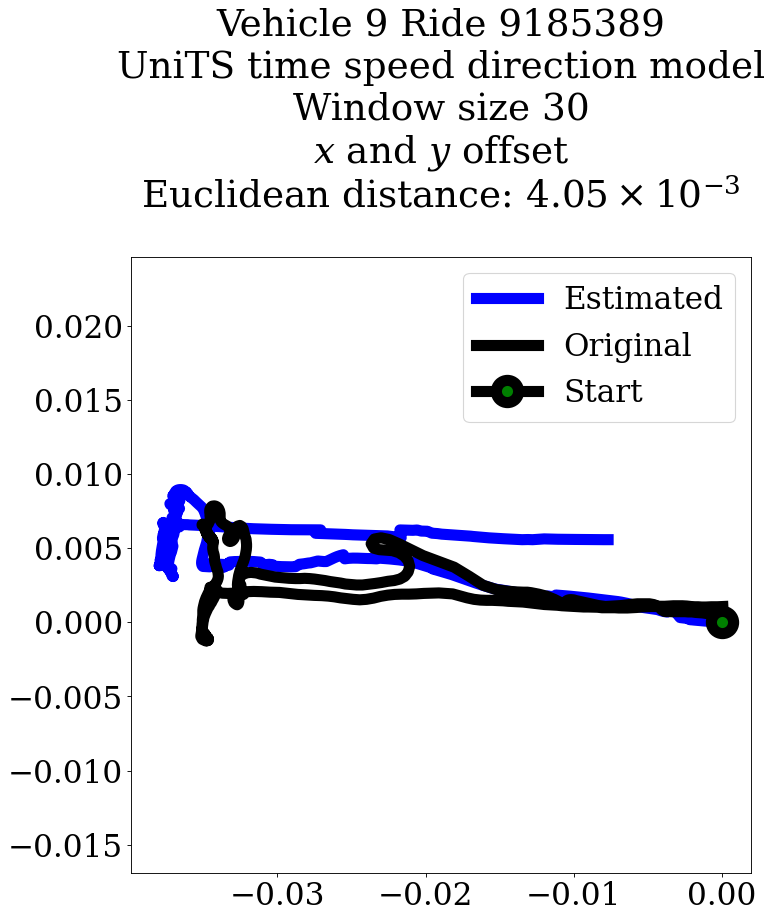 Vehicle 9 Ride 9185389
UniTS time speed direction model
Window size 30
x and y offset
Euclidean distance: 4.05 × 10⁻³
Estimated
Original
Start
0.020
0.015
0.010
0.005
0.000
−0.005
−0.010
−0.015
−0.03 −0.02 −0.01 0.00